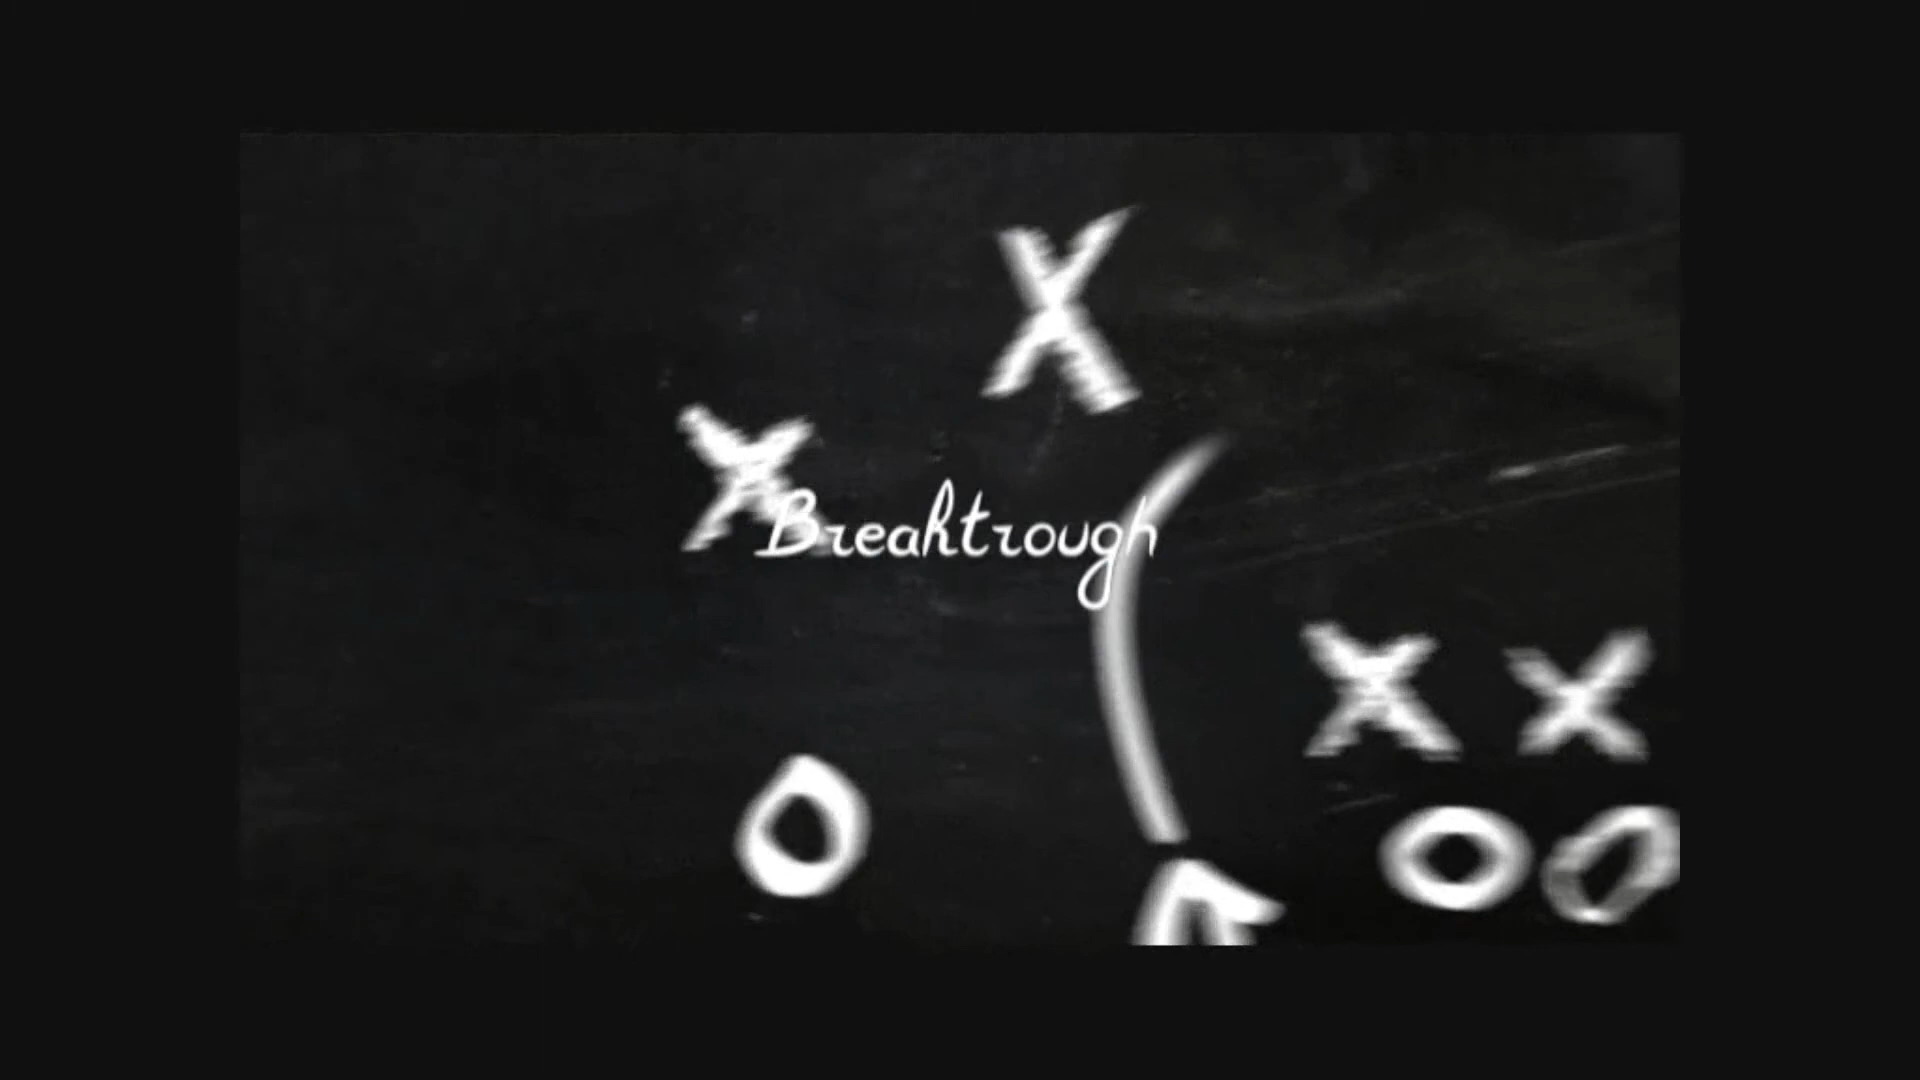 X
X
Breaktrough
X X
O
O O